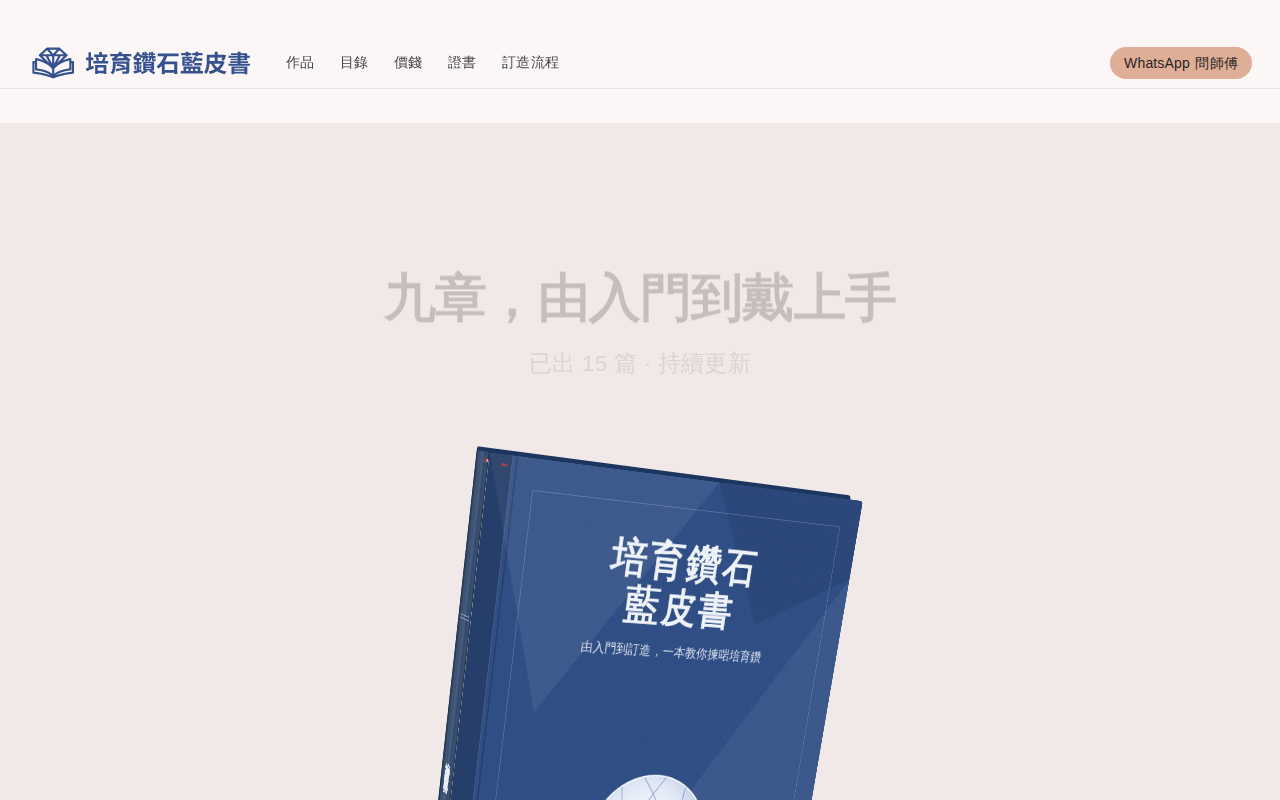 培育鑽石藍皮書
作品 目錄 價錢 證書 訂造流程
WhatsApp 問師傅
九章，由入門到戴上手
已出 15 篇 · 持續更新
培育鑽石
藍皮書
由入門到訂造，一本教你揀啱培育鑽